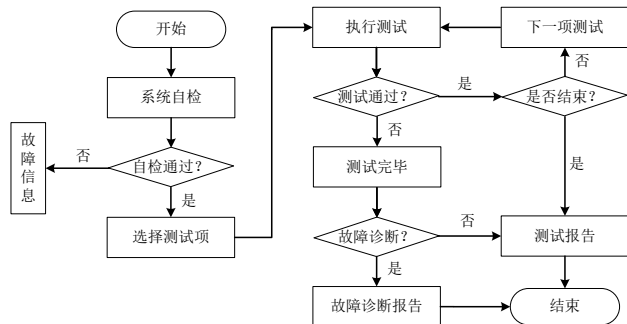 开始
系统自检
自检通过？
否
故障信息
是
选择测试项
执行测试
测试通过？
是
否
测试完毕
故障诊断？
否
是
故障诊断报告
下一项测试
否
是否结束？
是
测试报告
结束